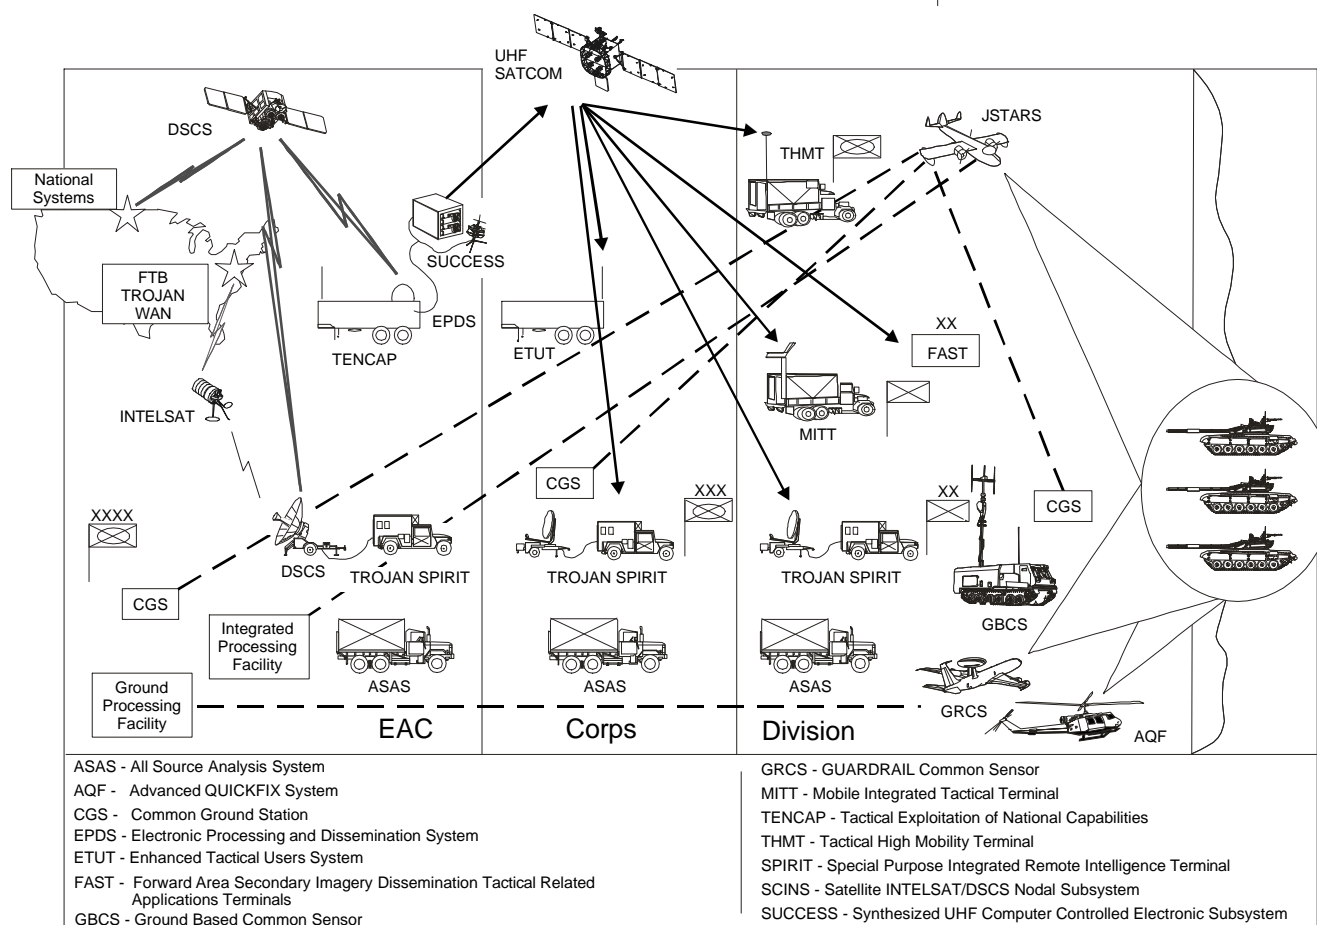 UHF
SATCOM
DSCS
JSTARS
THMT
National
Systems
SUCCESS
FTB
TROJAN
WAN
EPDS
XX
TENCAP
ETUT
FAST
INTELSAT
MITT
CGS
XXXX
XXX
XX
CGS
DSCS
TROJAN SPIRIT
TROJAN SPIRIT
TROJAN SPIRIT
CGS
GBCS
Integrated
Processing
Facility
ASAS
ASAS
ASAS
Ground
Processing
Facility
GRCS
EAC
Corps
Division
AQF
ASAS - All Source Analysis System
AQF - Advanced QUICKFIX System
CGS - Common Ground Station
EPDS - Electronic Processing and Dissemination System
ETUT - Enhanced Tactical Users System
FAST - Forward Area Secondary Imagery Dissemination Tactical Related
Applications Terminals
GBCS - Ground Based Common Sensor
GRCS - GUARDRAIL Common Sensor
MITT - Mobile Integrated Tactical Terminal
TENCAP - Tactical Exploitation of National Capabilities
THMT - Tactical High Mobility Terminal
SPIRIT - Special Purpose Integrated Remote Intelligence Terminal
SCINS - Satellite INTELSAT/DSCS Nodal Subsystem
SUCCESS - Synthesized UHF Computer Controlled Electronic Subsystem